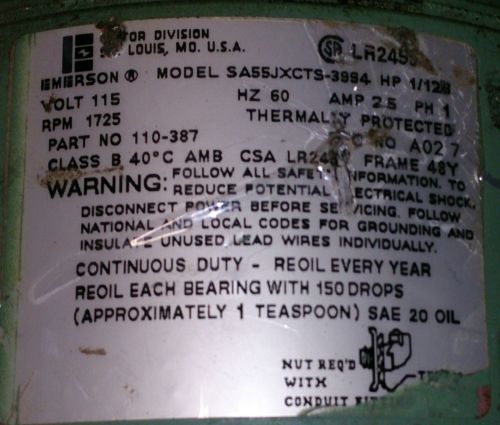 TOR DIVISION
LOUIS, MO. U.S.A.
EMERSON ® MODEL SA55JXCTS-3994 HP 1/12
VOLT 115 HZ 60 AMP 2.5 PH 1
RPM 1725 THERMALLY PROTECTED
PART NO 110-387 NO A02 7
CLASS B 40°C AMB CSA FRAME 48Y
WARNING: FOLLOW ALL INFORMATION. TO
REDUCE POTENTIAL ELECTRICAL SHOCK,
DISCONNECT POWER BEFORE SERVICING. FOLLOW
NATIONAL AND LOCAL CODES FOR GROUNDING AND
INSULATE UNUSED LEAD WIRES INDIVIDUALLY.
CONTINUOUS DUTY - REOIL EVERY YEAR
REOIL EACH BEARING WITH 150 DROPS
(APPROXIMATELY 1 TEASPOON) SAE 20 OIL
NUT REQ'D
WITH
CONDUIT